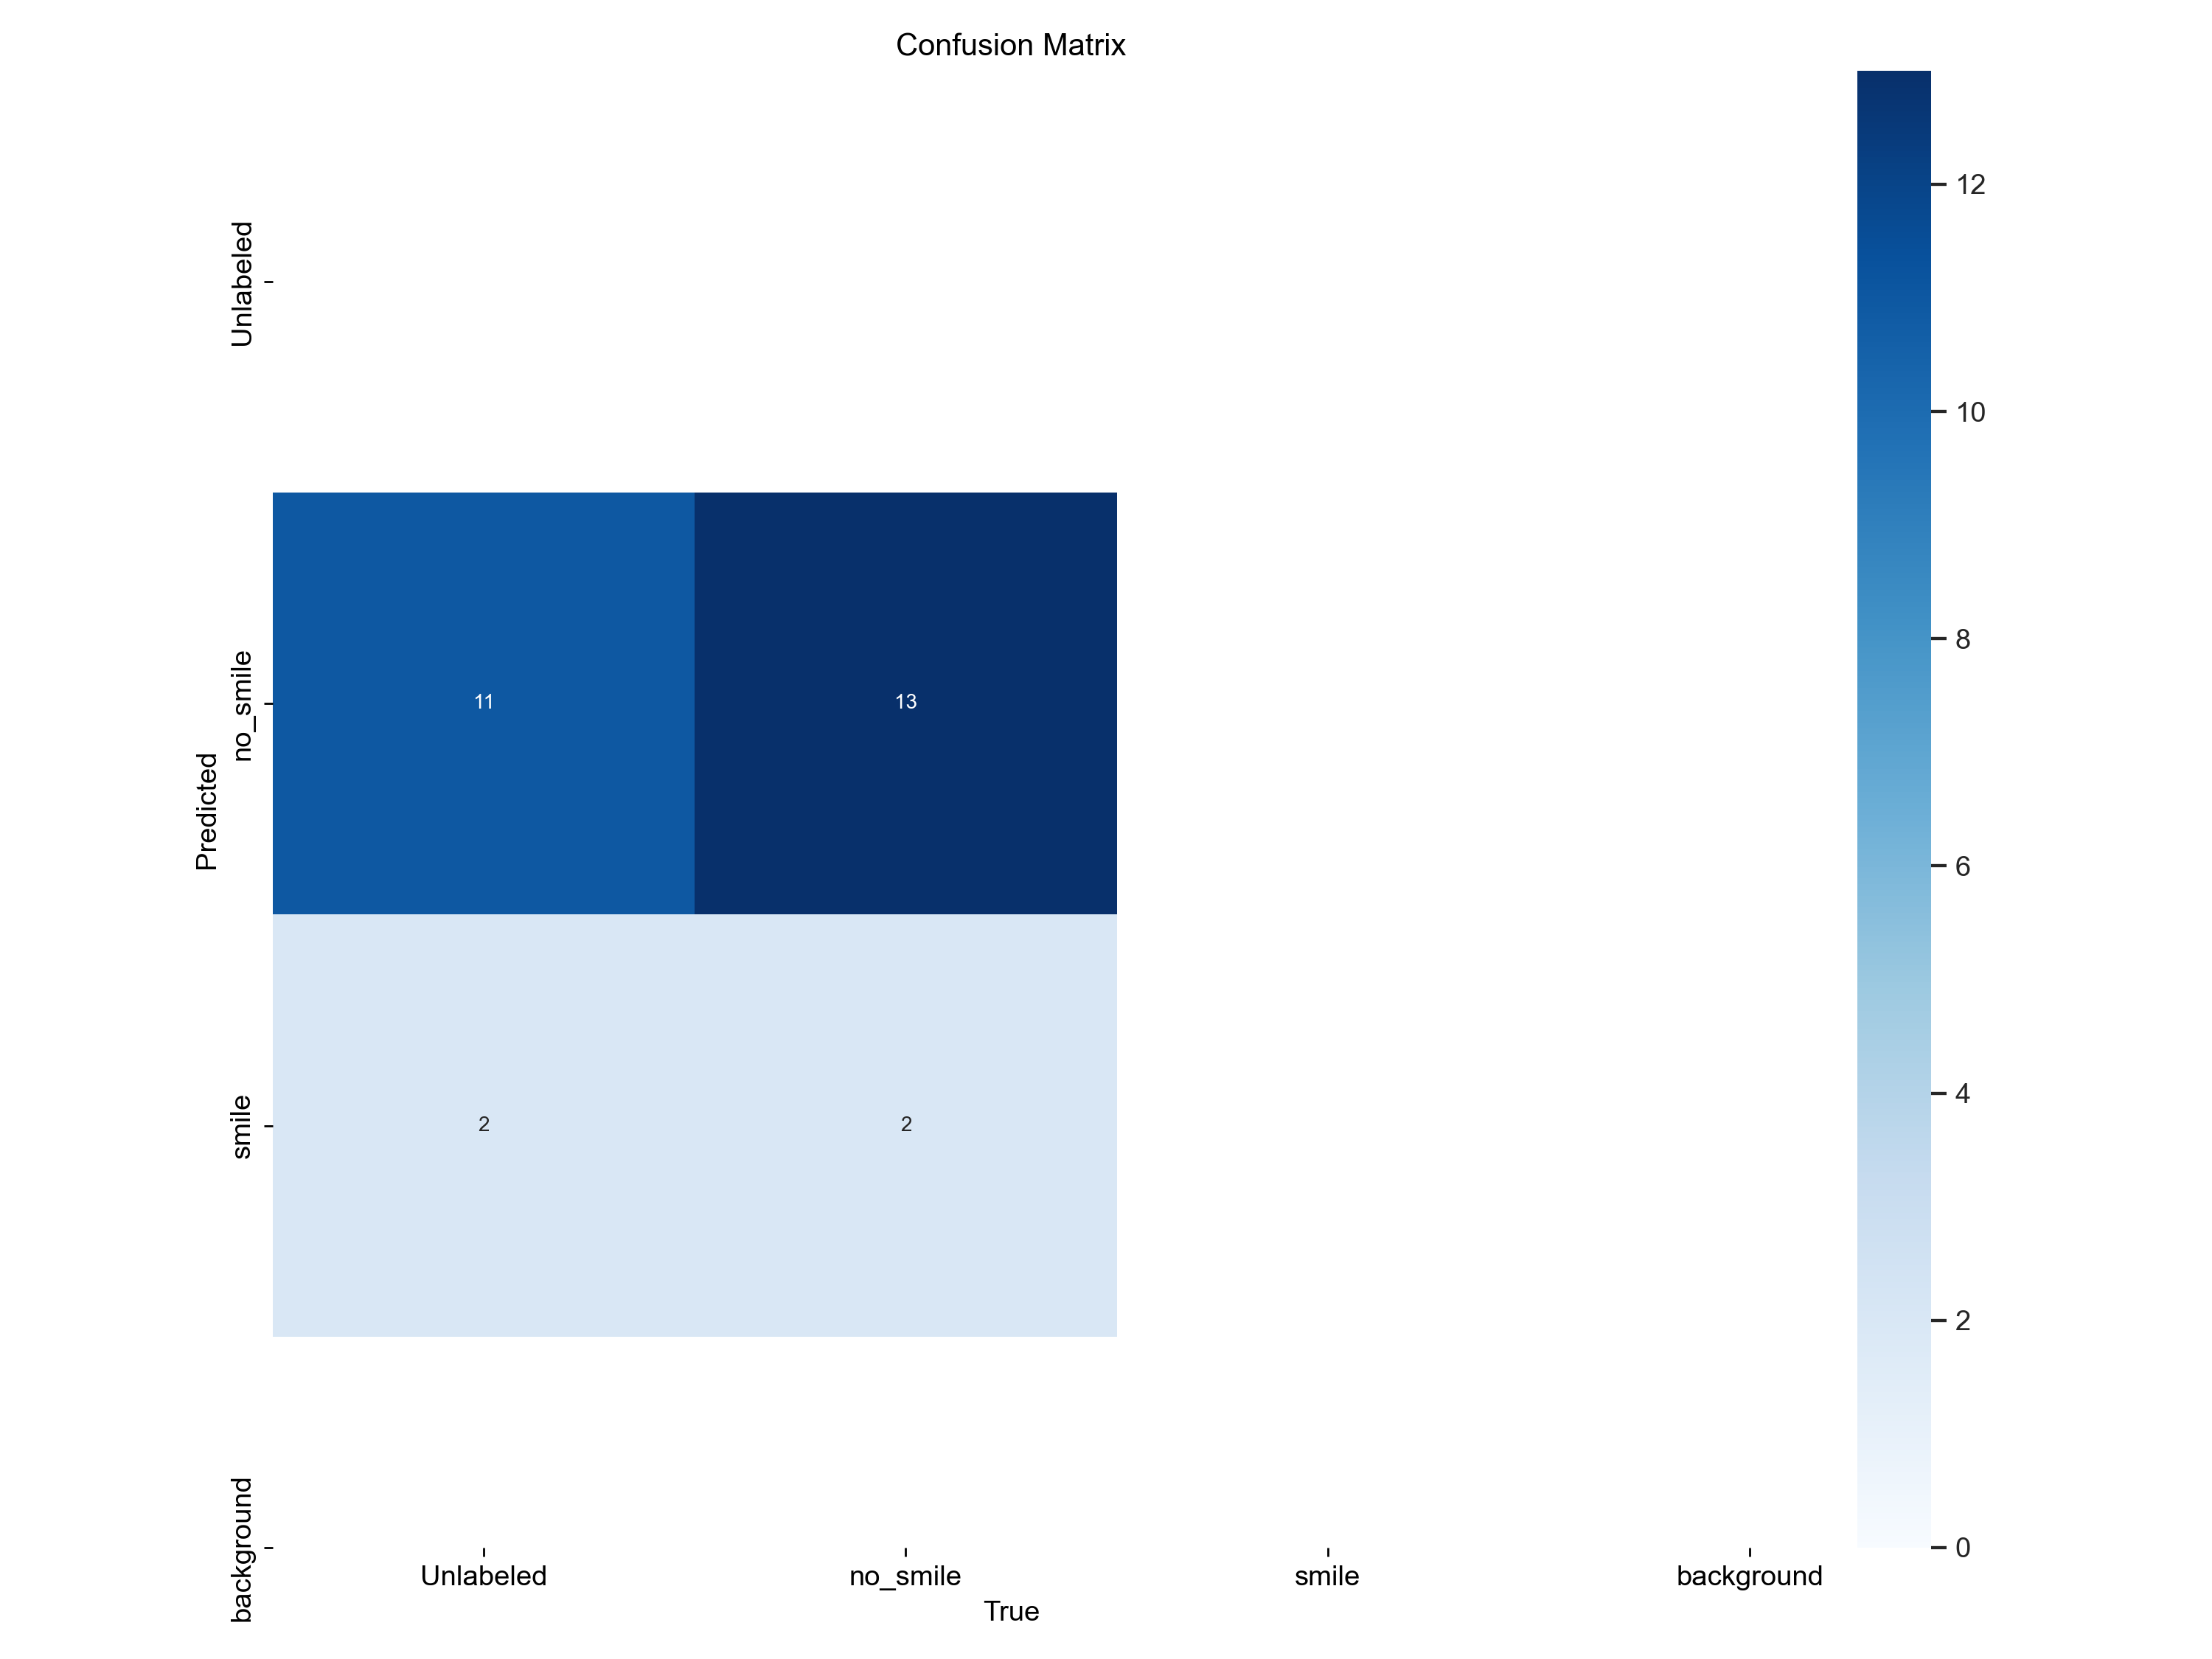 Confusion Matrix
Predicted
Unlabeled
no_smile
smile
background
11
13
2
2
Unlabeled
no_smile
smile
background
True
12
10
8
6
4
2
0